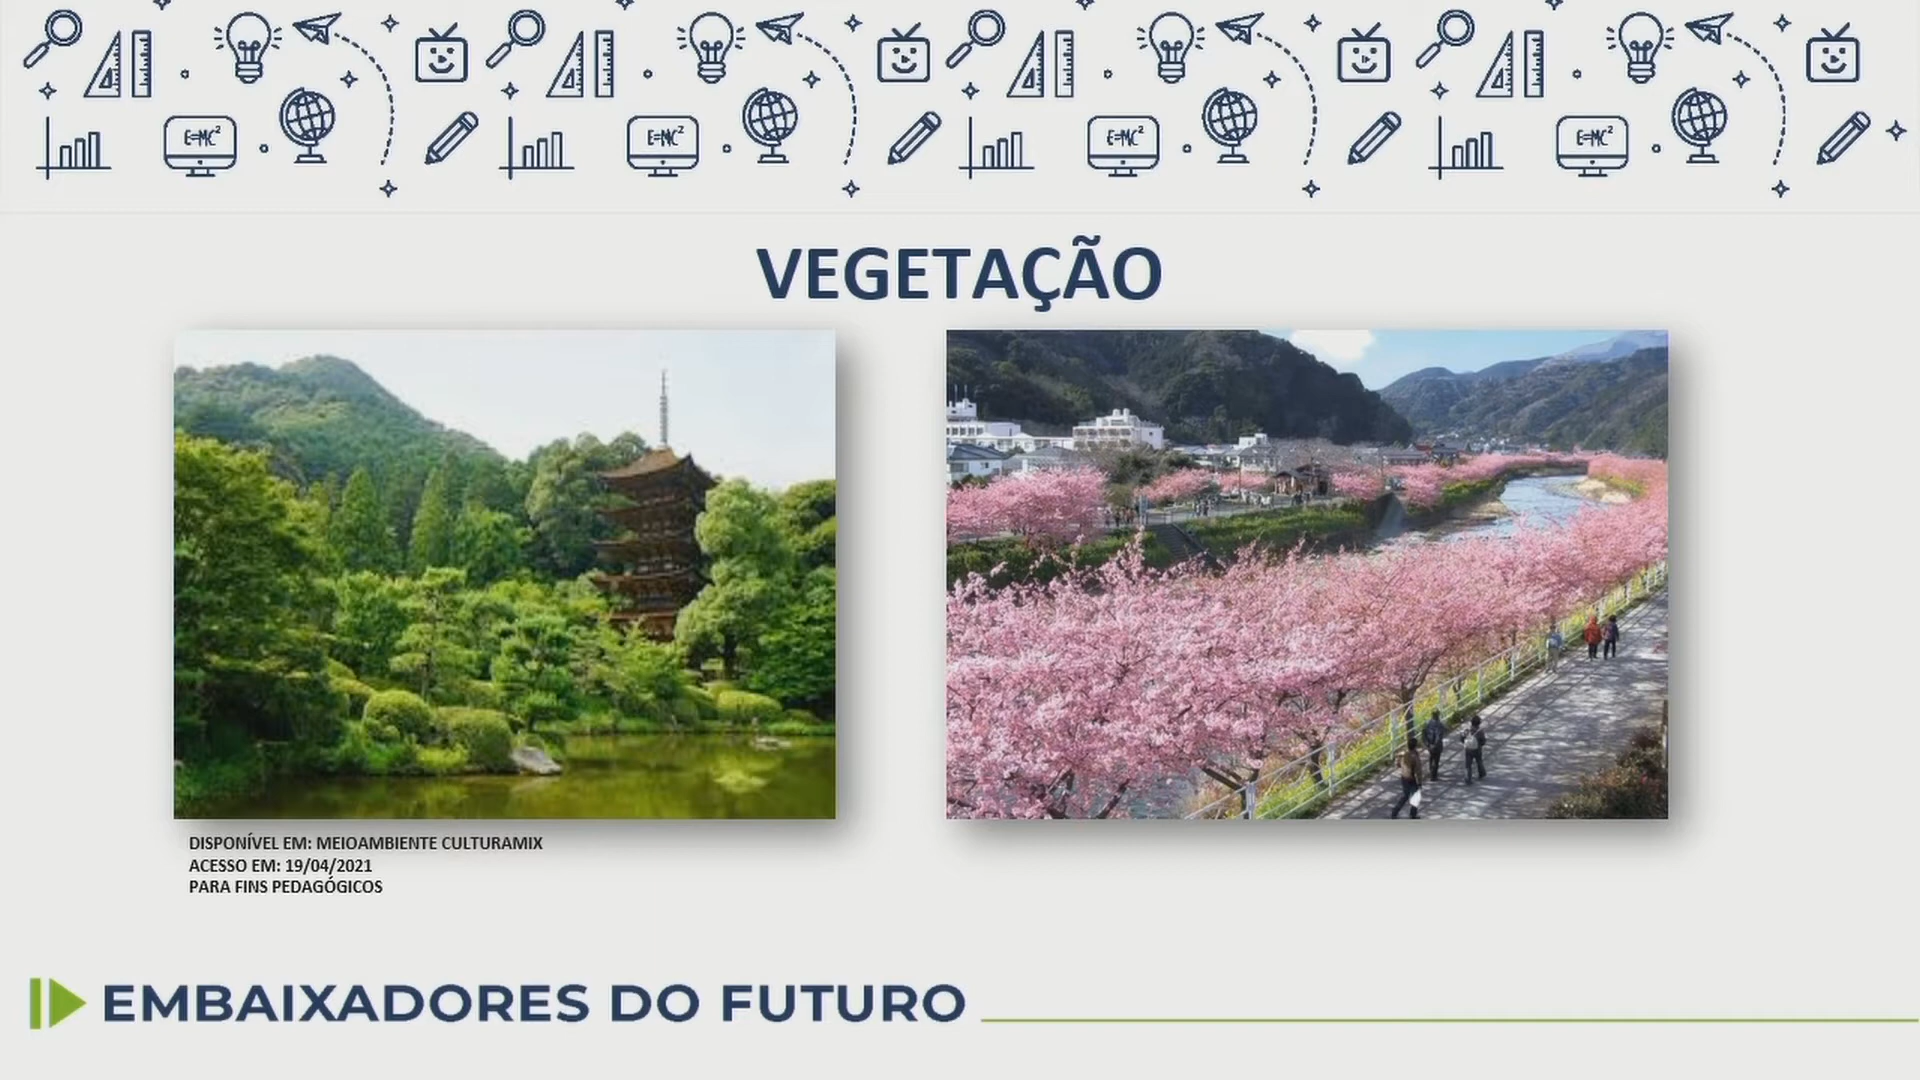 E=MC²
E=MC²
E=MC²
E=MC²
VEGETAÇÃO
DISPONÍVEL EM: MEIOAMBIENTE CULTURAMIX
ACESSO EM: 19/04/2021
PARA FINS PEDAGÓGICOS
EMBAIXADORES DO FUTURO